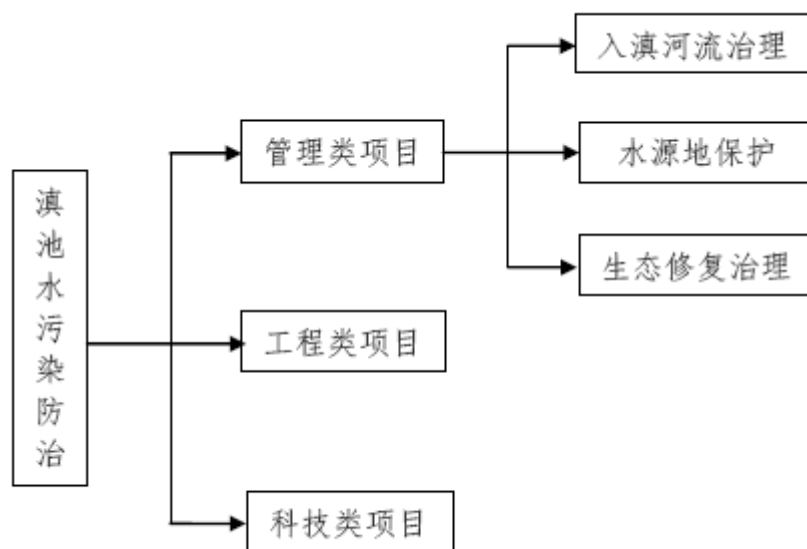 滇池水污染防治
管理类项目
工程类项目
科技类项目
入滇河流治理
水源地保护
生态修复治理